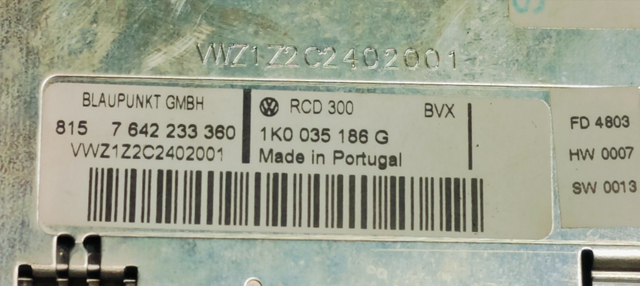 VWZ1Z2C2402001
BLAUPUNKT GMBH
815 7 642 233 360
VWZ1Z2C2402001
RCD 300 BVX
1K0 035 186 G
Made in Portugal
FD 4803
HW 0007
SW 0013